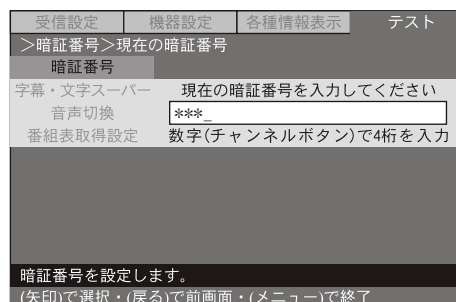 受信設定 機器設定 各種情報表示 テスト
＞暗証番号＞現在の暗証番号
暗証番号
字幕・文字スーパー 現在の暗証番号を入力してください
音声切換 ***_
番組表取得設定 数字(チャンネルボタン)で4桁を入力
暗証番号を設定します。
(矢印)で選択・(戻る)で前画面・(メニュー)で終了